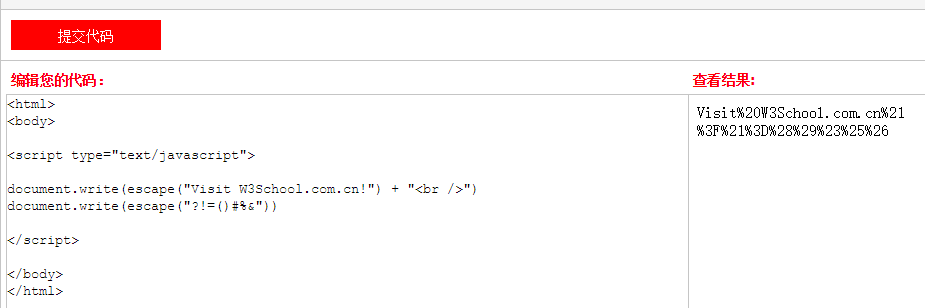 提交代码
编辑您的代码：
查看结果:
<html>
<body>
<script type="text/javascript">
document.write(escape("Visit W3School.com.cn!") + "<br />")
document.write(escape("?!=()#%&"))
</script>
</body>
</html>
Visit%20W3School.com.cn%21
%3F%21%3D%28%29%23%25%26